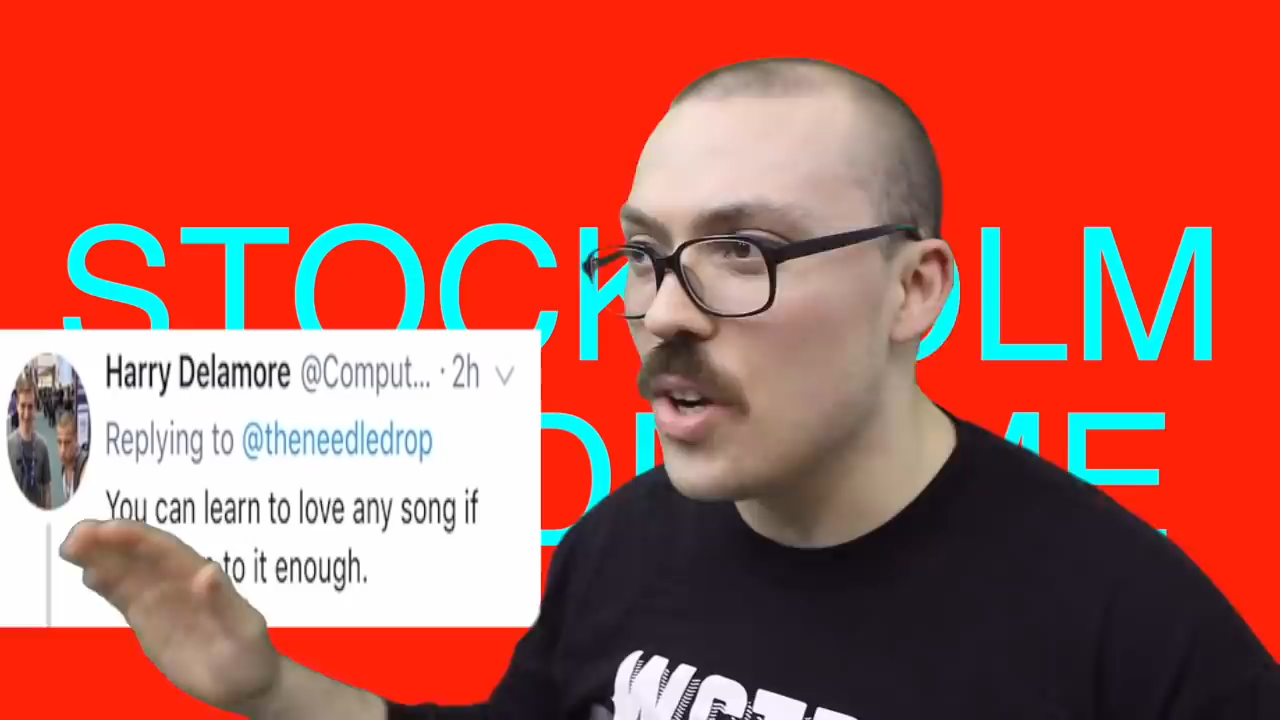 STOCK OLM
Harry Delamore @Comput... · 2h
Replying to @theneedledrop
You can learn to love any song if
to it enough.